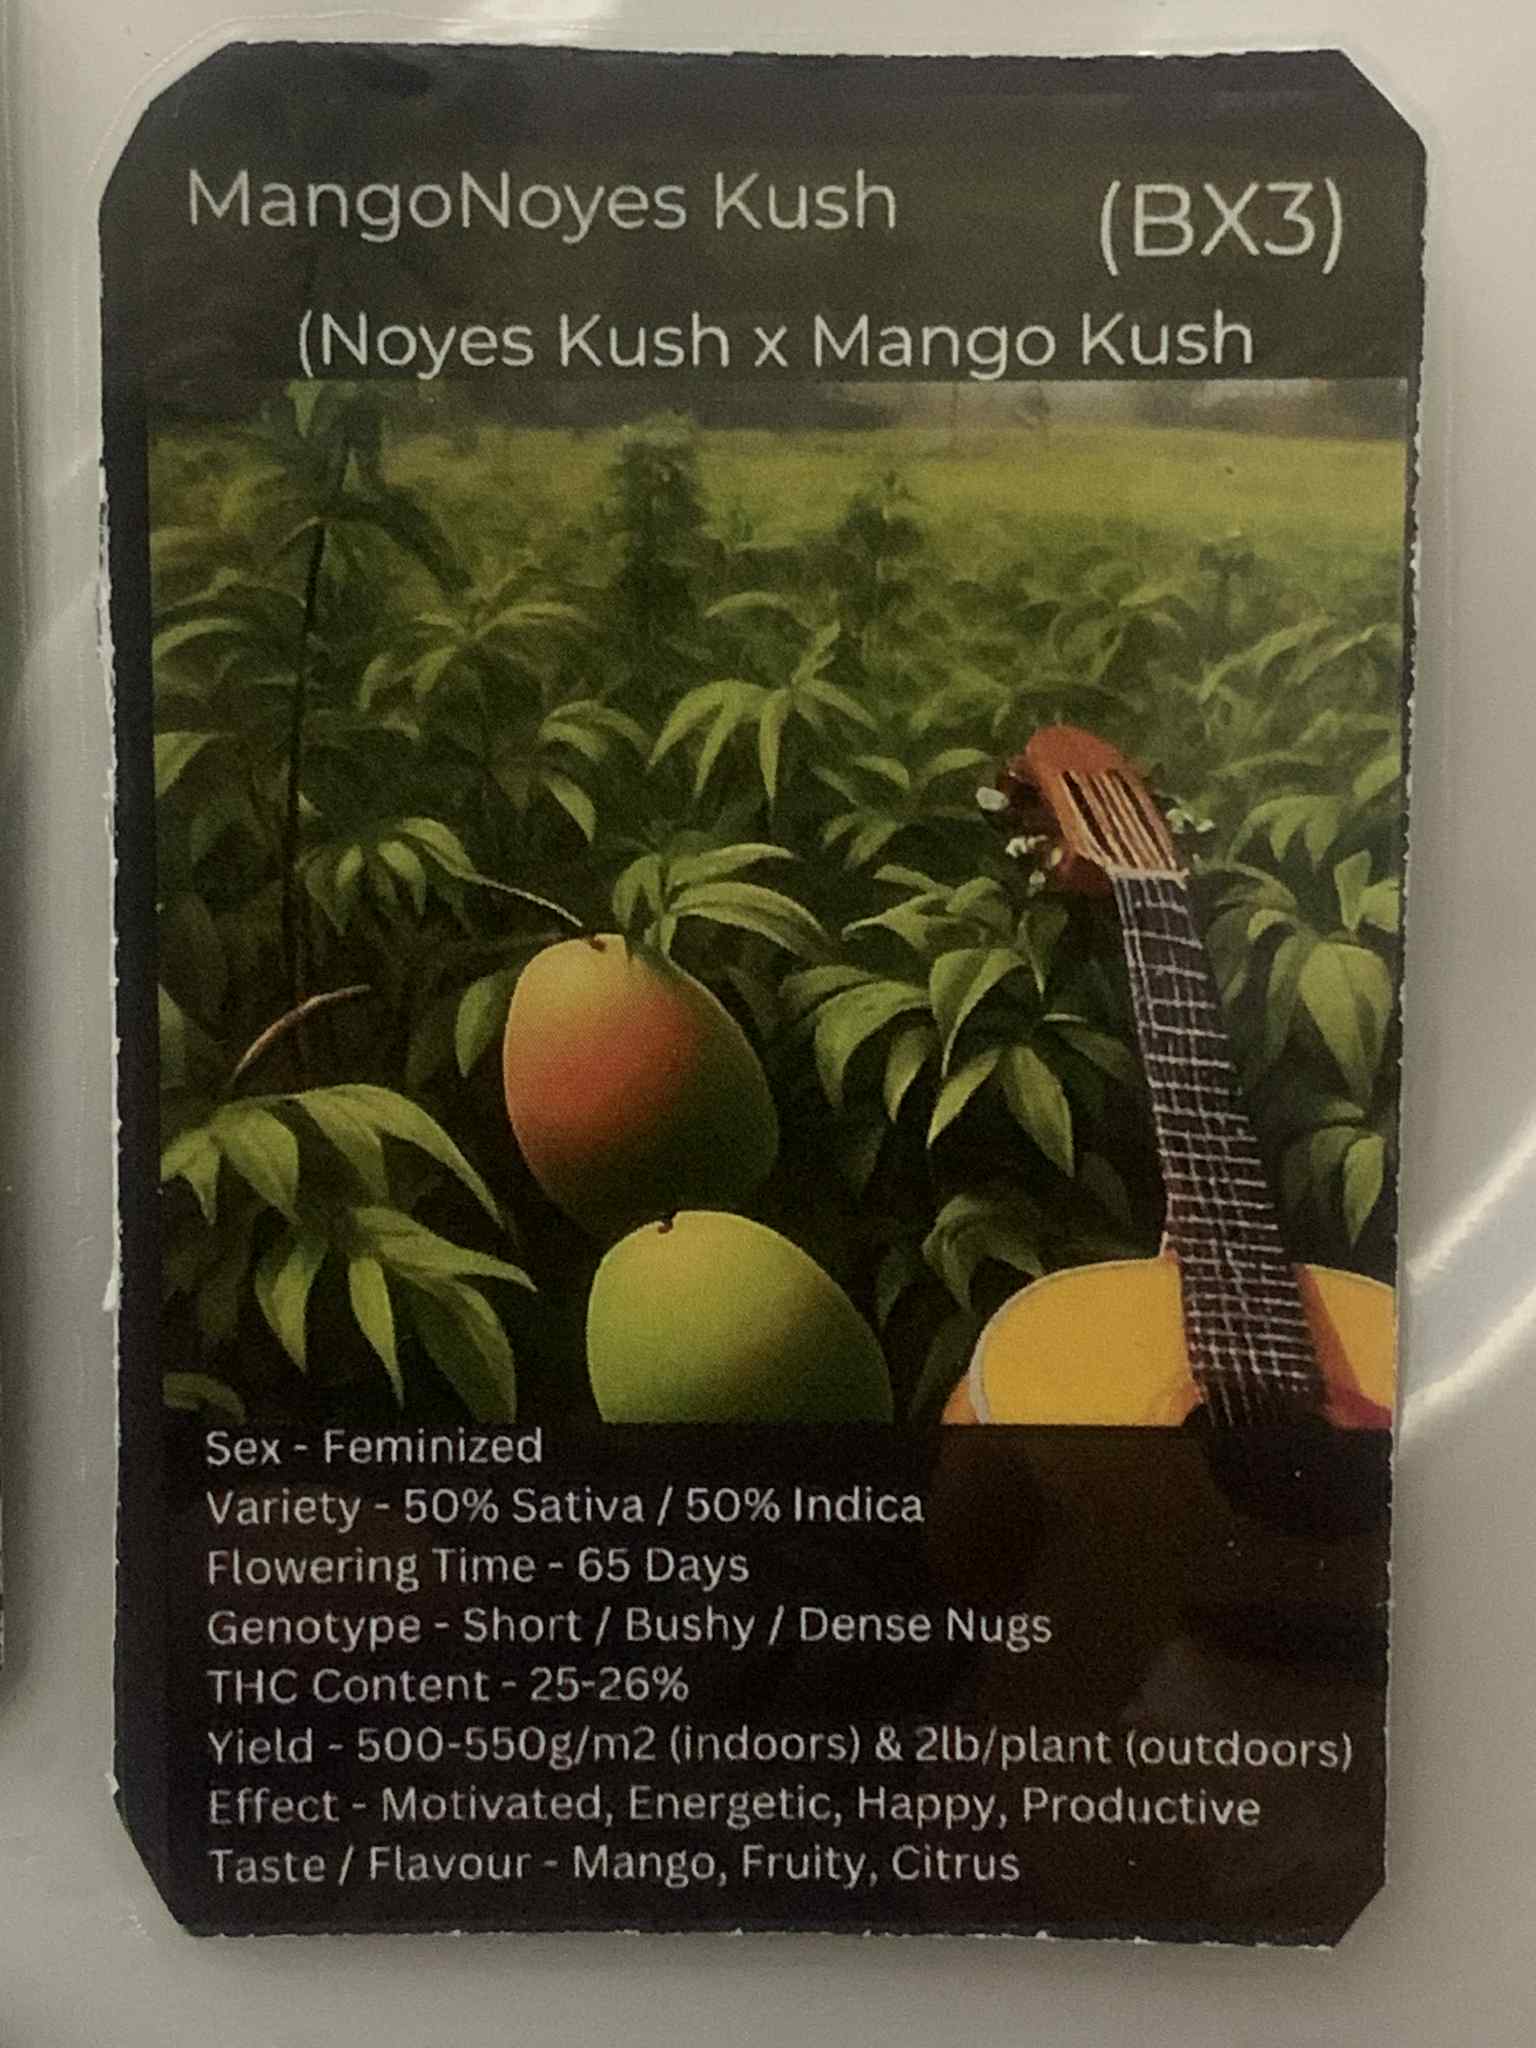 MangoNoyes Kush (BX3)
(Noyes Kush x Mango Kush
Sex - Feminized
Variety - 50% Sativa / 50% Indica
Flowering Time - 65 Days
Genotype - Short / Bushy / Dense Nugs
THC Content - 25-26%
Yield - 500-550g/m2 (indoors) & 2lb/plant (outdoors)
Effect - Motivated, Energetic, Happy, Productive
Taste / Flavour - Mango, Fruity, Citrus